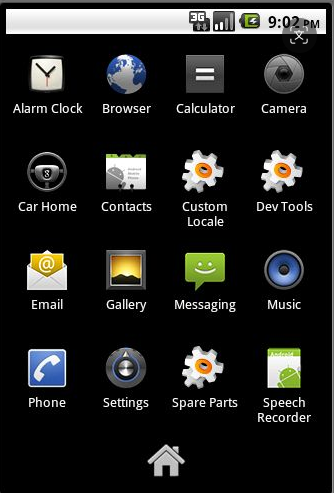 3G 9:02 PM
Alarm Clock Browser Calculator Camera
Car Home Contacts Custom Locale Dev Tools
Email Gallery Messaging Music
Phone Settings Spare Parts Speech Recorder